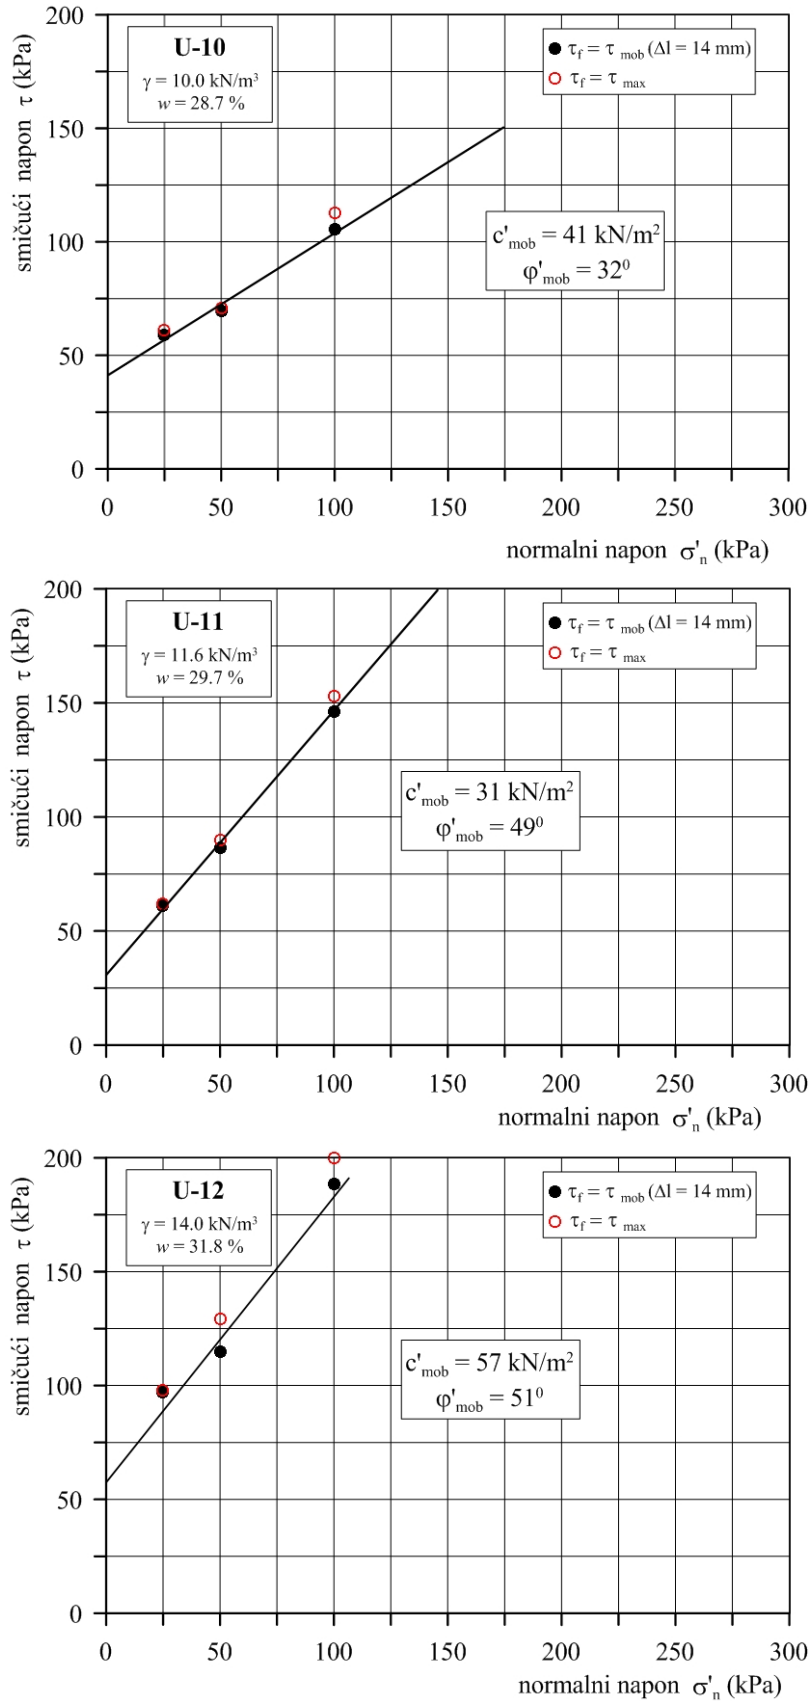 U-10
γ = 10.0 kN/m³
w = 28.7 %
τf = τ mob (Δl = 14 mm)
τf = τ max
c'mob = 41 kN/m²
φ'mob = 32⁰
smičući napon τ (kPa)
200
150
100
50
0
0 50 100 150 200 250 300
normalni napon σ'n (kPa)
U-11
γ = 11.6 kN/m³
w = 29.7 %
τf = τ mob (Δl = 14 mm)
τf = τ max
c'mob = 31 kN/m²
φ'mob = 49⁰
smičući napon τ (kPa)
200
150
100
50
0
0 50 100 150 200 250 300
normalni napon σ'n (kPa)
U-12
γ = 14.0 kN/m³
w = 31.8 %
τf = τ mob (Δl = 14 mm)
τf = τ max
c'mob = 57 kN/m²
φ'mob = 51⁰
smičući napon τ (kPa)
200
150
100
50
0
0 50 100 150 200 250 300
normalni napon σ'n (kPa)